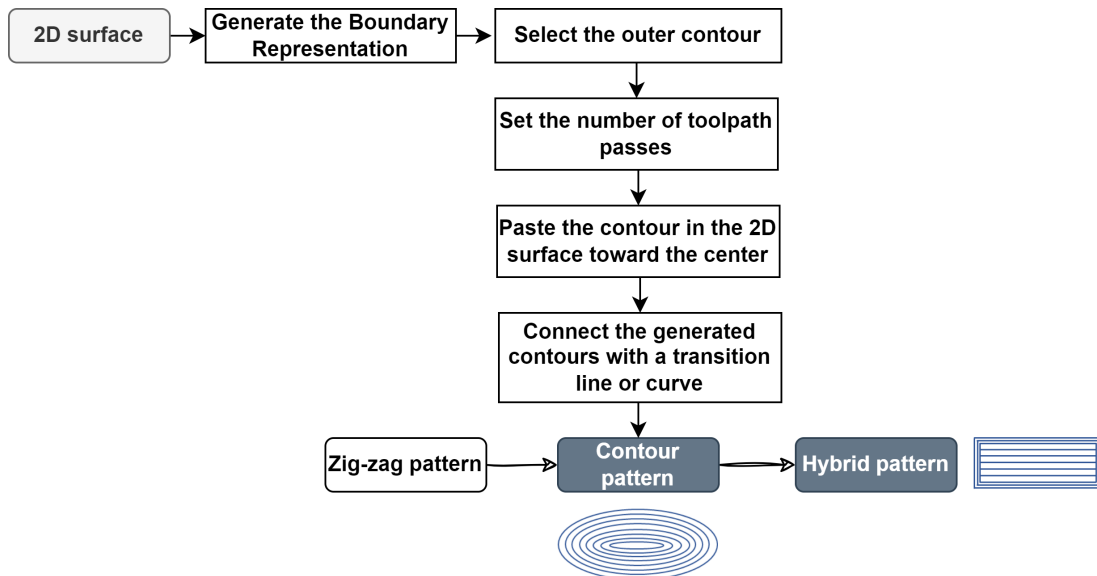 2D surface
Generate the Boundary
Representation
Select the outer contour
Set the number of toolpath
passes
Paste the contour in the 2D
surface toward the center
Connect the generated
contours with a transition
line or curve
Zig-zag pattern
Contour
pattern
Hybrid pattern